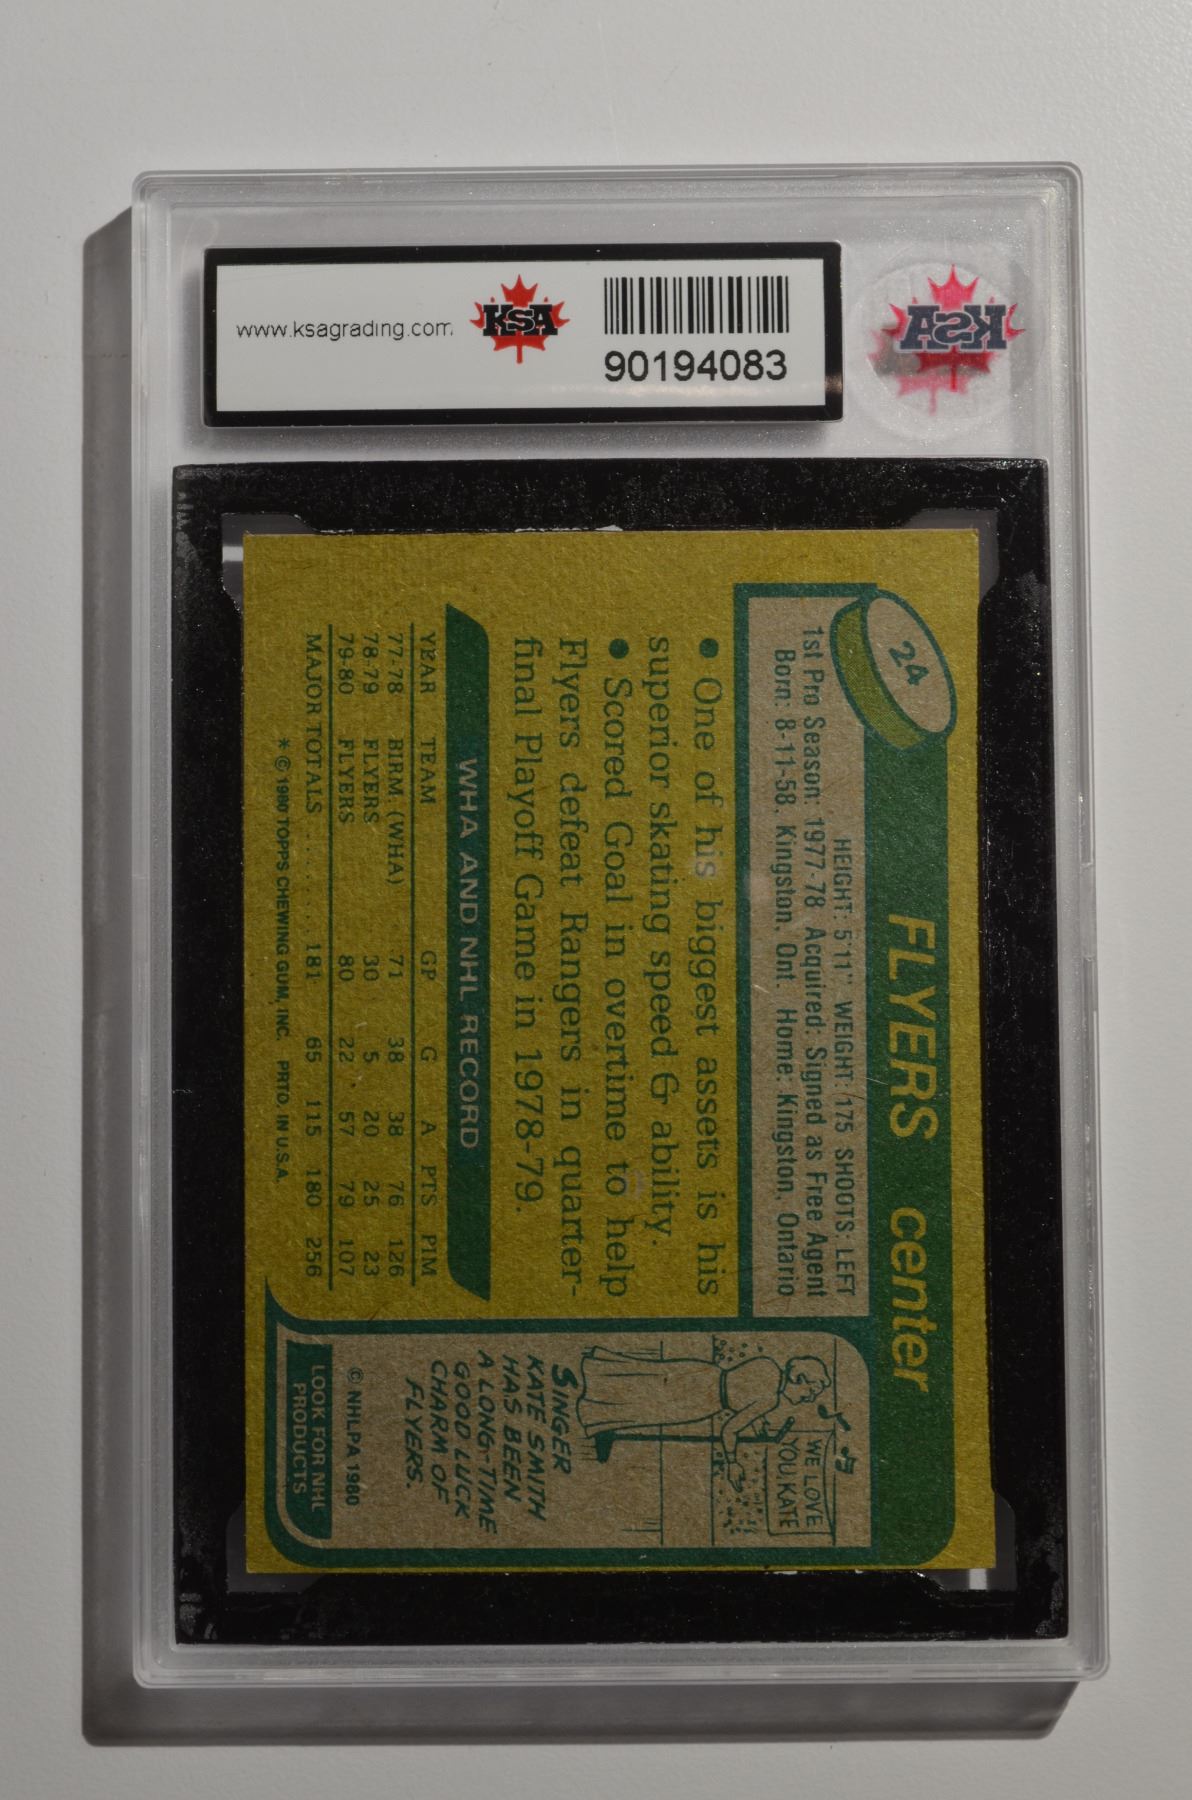 www.ksagrading.com
KSA
90194083
KSA
24
FLYERS center
HEIGHT: 5'11" WEIGHT: 175 SHOOTS: LEFT
1st Pro Season: 1977-78 Acquired: Signed as Free Agent
Born: 8-11-58, Kingston, Ont. Home: Kingston, Ontario
• One of his biggest assets is his
superior skating speed & ability.
• Scored Goal in overtime to help
Flyers defeat Rangers in quarter-
final Playoff Game in 1978-79.
WHA AND NHL RECORD
YEAR TEAM GP G A PTS PIM
77-78 BIRM. (WHA) 71 38 38 76 126
78-79 FLYERS 30 5 20 25 23
79-80 FLYERS 80 22 57 79 107
MAJOR TOTALS . . . . . . . . . 181 65 115 180 256
* © 1980 TOPPS CHEWING GUM, INC. PRTD. IN U.S.A.
WE LOVE
YOU, KATE
SINGER
KATE SMITH
HAS BEEN
A LONG-TIME
GOOD LUCK
CHARM OF
FLYERS.
© NHLPA 1980
LOOK FOR NHL
PRODUCTS